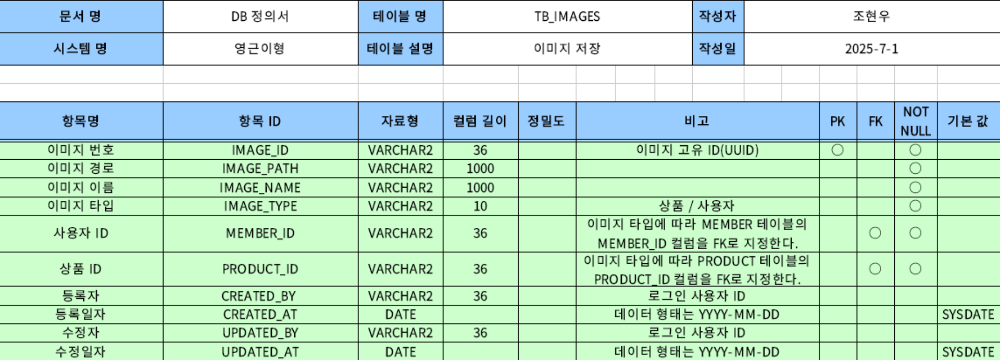 문서 명 DB 정의서 테이블 명 TB_IMAGES 작성자 조현우
시스템 명 영근이형 테이블 설명 이미지 저장 작성일 2025-7-1
항목명 항목 ID 자료형 컬럼 길이 정밀도 비고 PK FK NOT NULL 기본 값
이미지 번호 IMAGE_ID VARCHAR2 36 이미지 고유 ID(UUID) ○ ○
이미지 경로 IMAGE_PATH VARCHAR2 1000 ○
이미지 이름 IMAGE_NAME VARCHAR2 1000 ○
이미지 타입 IMAGE_TYPE VARCHAR2 10 상품 / 사용자 ○
사용자 ID MEMBER_ID VARCHAR2 36 이미지 타입에 따라 MEMBER 테이블의
MEMBER_ID 컬럼을 FK로 지정한다. ○ ○
상품 ID PRODUCT_ID VARCHAR2 36 이미지 타입에 따라 PRODUCT 테이블의
PRODUCT_ID 컬럼을 FK로 지정한다. ○ ○
등록자 CREATED_BY VARCHAR2 36 로그인 사용자 ID
등록일자 CREATED_AT DATE 데이터 형태는 YYYY-MM-DD SYSDATE
수정자 UPDATED_BY VARCHAR2 36 로그인 사용자 ID
수정일자 UPDATED_AT DATE 데이터 형태는 YYYY-MM-DD SYSDATE